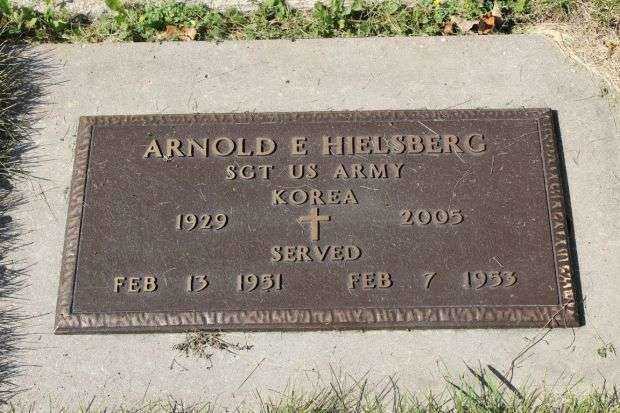 ARNOLD E HIELSBERG
SGT US ARMY
KOREA
1929 2005
SERVED
FEB 13 1951 FEB 7 1953